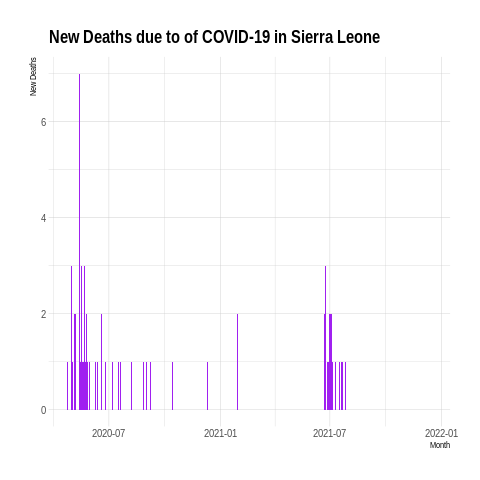 New Deaths due to of COVID-19 in Sierra Leone
New Deaths
6
4
2
0
2020-07 2021-01 2021-07 2022-01
Month